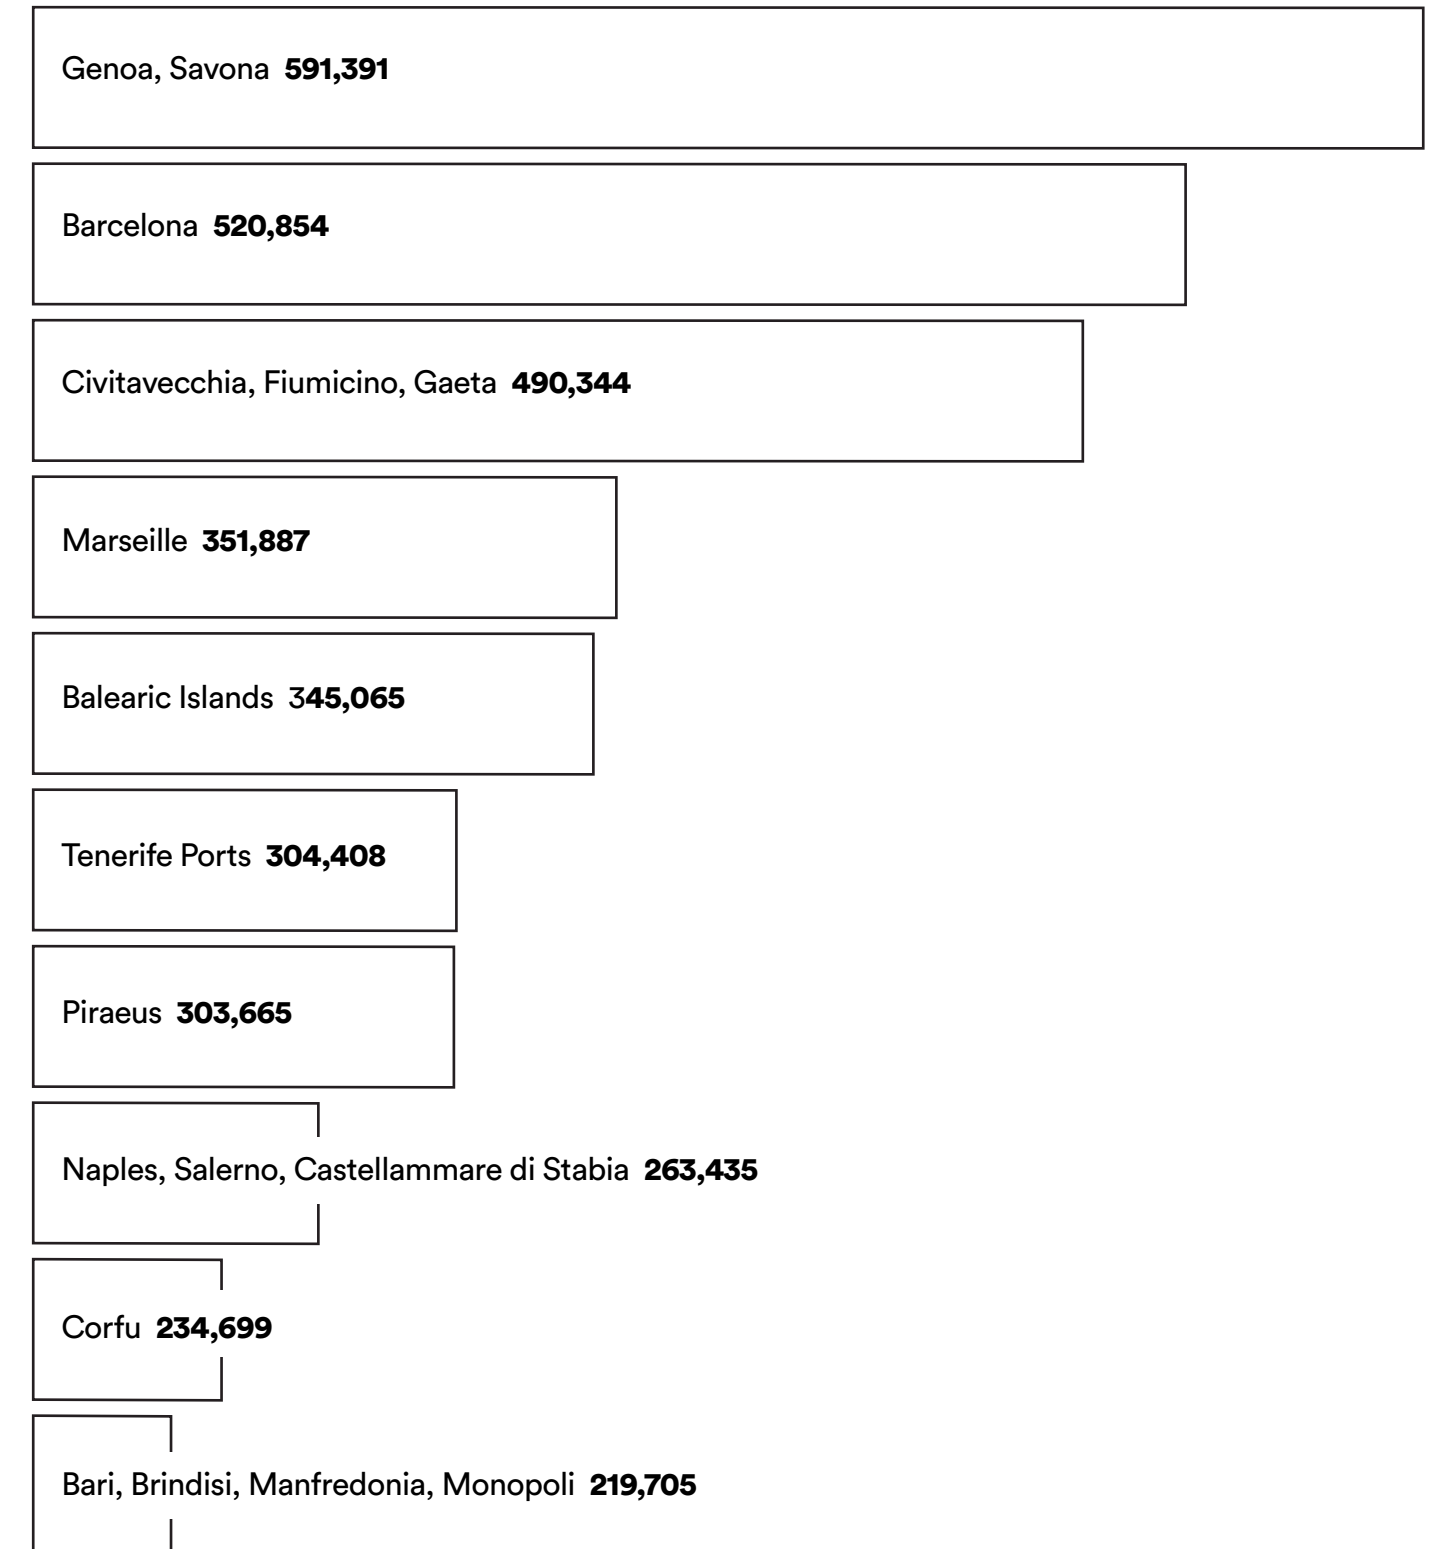 Genoa, Savona 591,391
Barcelona 520,854
Civitavecchia, Fiumicino, Gaeta 490,344
Marseille 351,887
Balearic Islands 345,065
Tenerife Ports 304,408
Piraeus 303,665
Naples, Salerno, Castellammare di Stabia 263,435
Corfu 234,699
Bari, Brindisi, Manfredonia, Monopoli 219,705